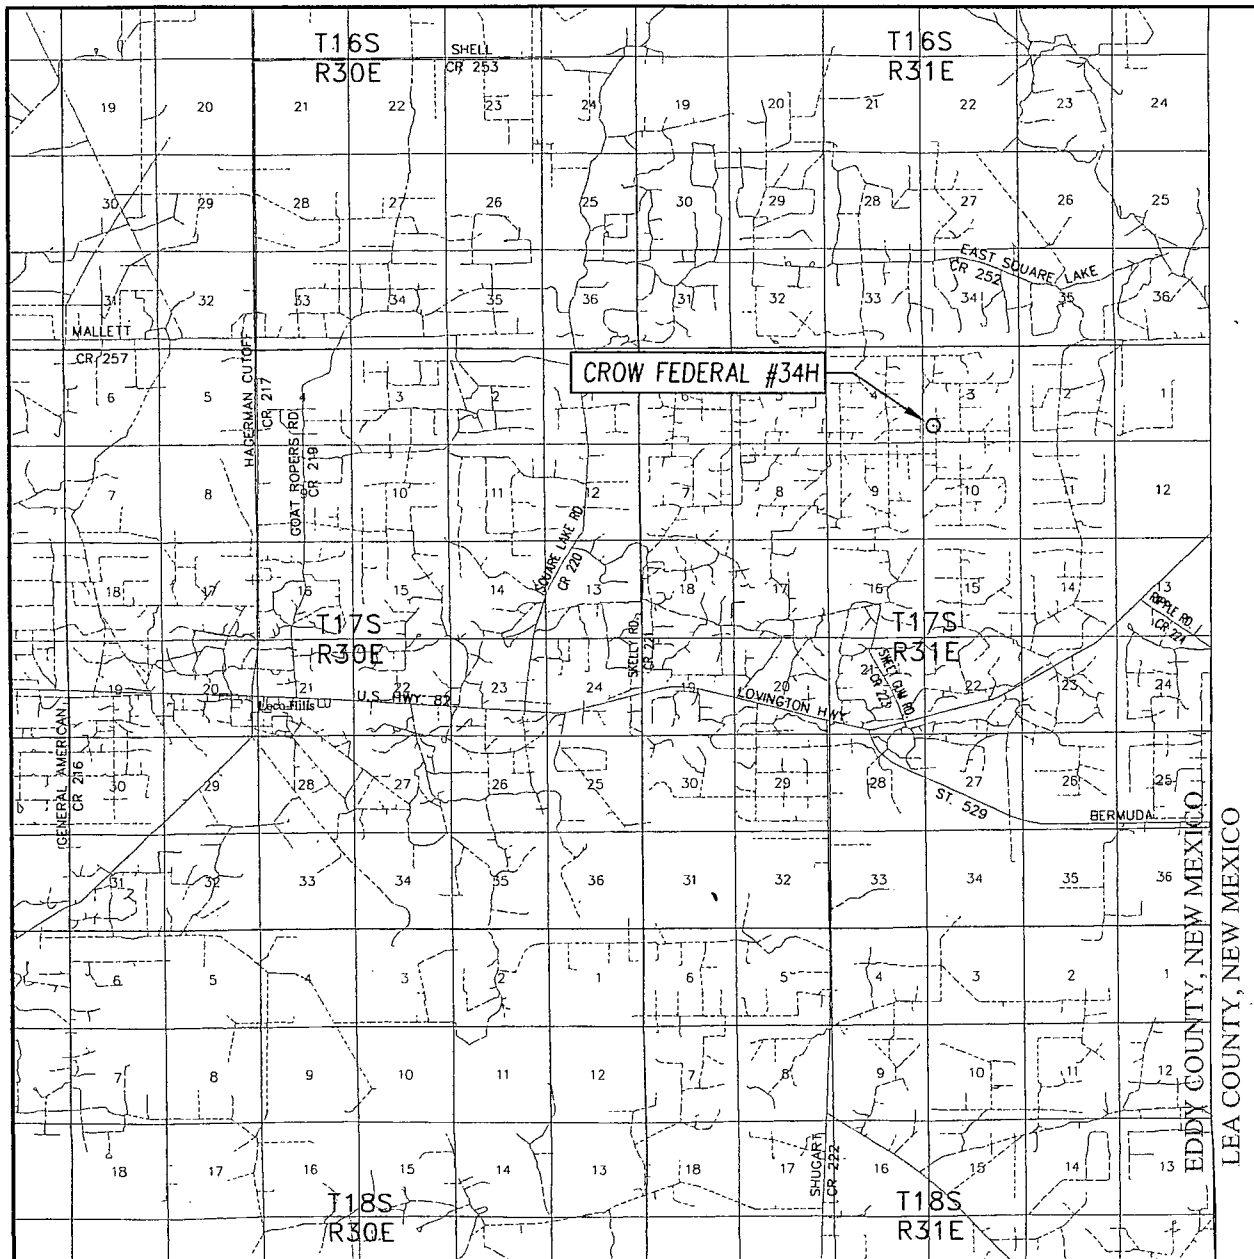 T16S
R30E
SHELL
CR 253
T16S
R31E
19 20 21 22 23 24 19 20 21 22 23 24
30 29 28 27 26 25 30 29 28 27 26 25
EAST SQUARE LAKE
CR 252
31 32 33 34 35 36 31 32 33 34 35 36
MALLETT
CR 257
HAGERMAN CUTOFF
CR 217
GOAT ROPERS RD
CR 219
CROW FEDERAL #34H
6 5 4 3 2 6 5 4 3 2 1
7 8 9 10 11 12 7 8 9 10 11 12
SQUARE LAKE RD.
CR 220
18 17 16 15 14 13 18 17 16 15 14 13
T17S
R30E
SKELLY RD.
CR 221
T17S
R31E
RIPPLE RD.
CR 224
SKEET GUN RD.
CR 223
19 20 21 22 23 24 19 20 21 22 23 24
Loco Hills
U.S. HWY 82
LOVINGTON HWY
GENERAL AMERICAN
CR 216
30 29 28 27 26 25 30 29 28 27 26 25
ST. 529
BERMUDA
31 32 33 34 35 36 31 32 33 34 35 36
6 5 4 3 2 1 6 5 4 3 2 1
7 8 9 10 11 12 7 8 9 10 11 12
SHUGART
CR 222
18 17 16 15 14 13 18 17 16 15 14 13
T18S
R30E
T18S
R31E
EDDY COUNTY, NEW MEXICO
LEA COUNTY, NEW MEXICO